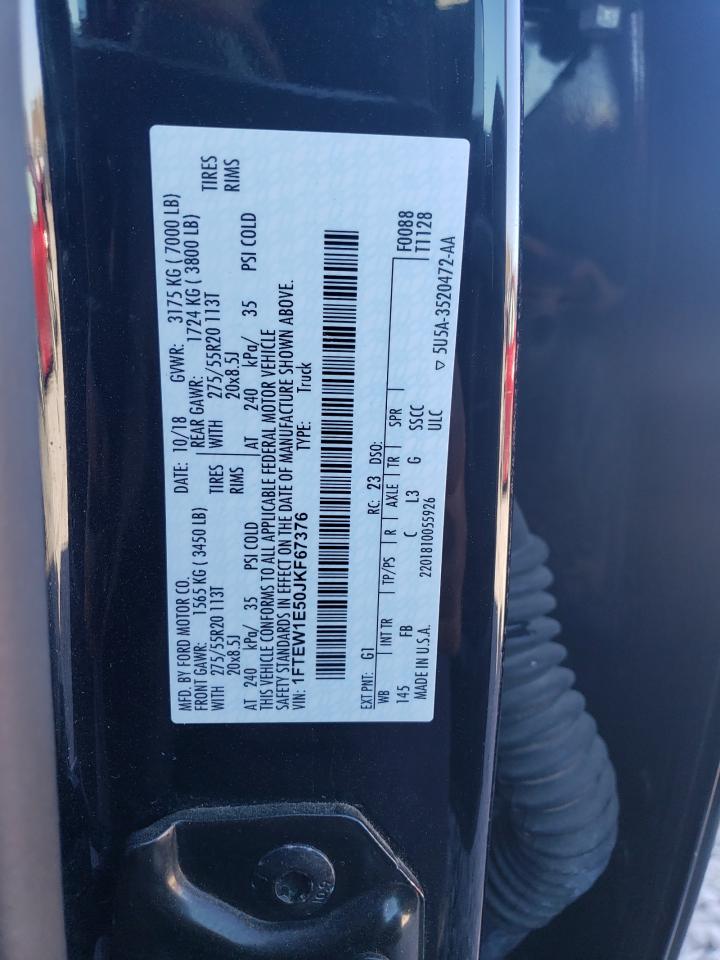 MFD. BY FORD MOTOR CO. DATE: 10/18 GVWR: 3175 KG ( 7000 LB)
FRONT GAWR: 1565 KG ( 3450 LB) REAR GAWR: 1724 KG ( 3800 LB)
WITH 275/55R20 113T TIRES WITH 275/55R20 113T TIRES
20x8.5J RIMS 20x8.5J RIMS
AT 240 kPa/ 35 PSI COLD AT 240 kPa/ 35 PSI COLD
THIS VEHICLE CONFORMS TO ALL APPLICABLE FEDERAL MOTOR VEHICLE
SAFETY STANDARDS IN EFFECT ON THE DATE OF MANUFACTURE SHOWN ABOVE.
VIN: 1FTEW1E50JKF67376 TYPE: Truck
EXT PNT: G1 RC: 23 DSO: F0088
WB INT TR TP/PS R AXLE TR SPR T1128
145 FB C L3 G SSCC
MADE IN U.S.A. 2201810055926 ULC
▽ 5U5A-3520472-AA